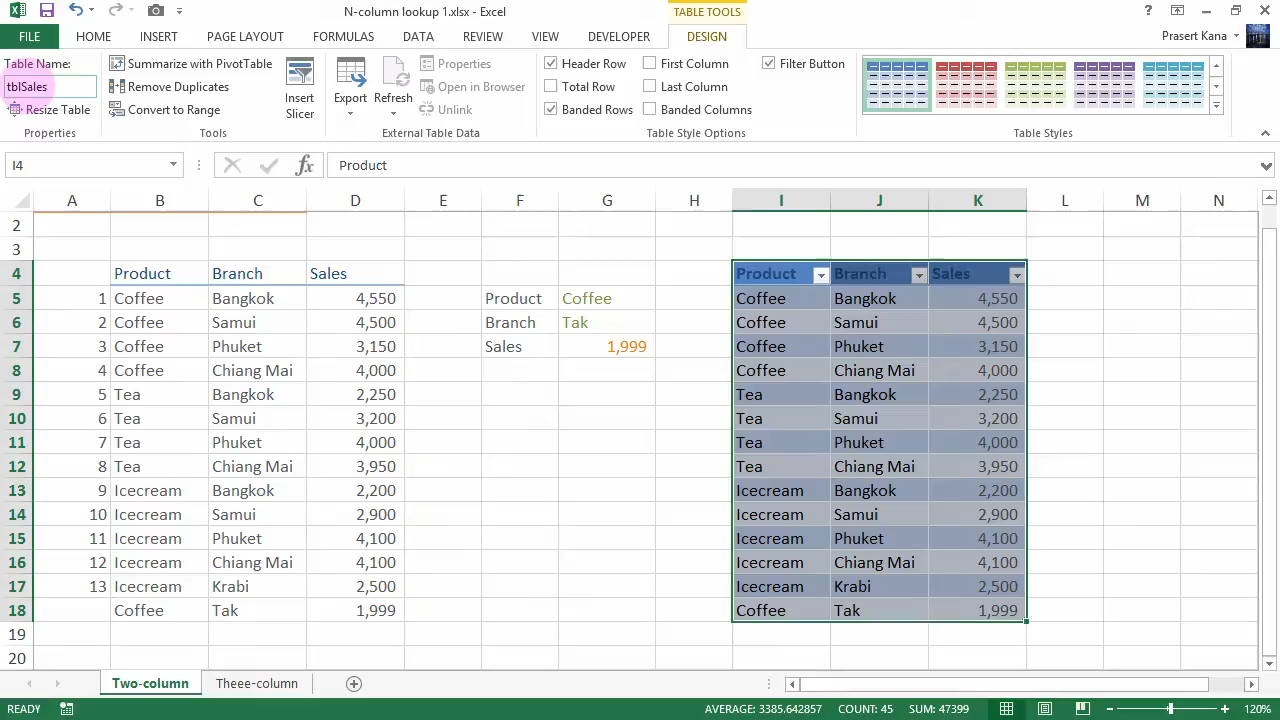 N-column lookup 1.xlsx - Excel
TABLE TOOLS
?
FILE HOME INSERT PAGE LAYOUT FORMULAS DATA REVIEW VIEW DEVELOPER DESIGN
Prasert Kana
Table Name:
tblSales
Resize Table
Properties
Summarize with PivotTable
Remove Duplicates
Convert to Range
Tools
Insert
Slicer
Export
Refresh
Properties
Open in Browser
Unlink
External Table Data
Header Row First Column Filter Button
Total Row Last Column
Banded Rows Banded Columns
Table Style Options
Table Styles
I4 fx Product
A B C D E F G H I J K L M N
2
3
4 Product Branch Sales Product Branch Sales
5 1 Coffee Bangkok 4,550 Product Coffee Coffee Bangkok 4,550
6 2 Coffee Samui 4,500 Branch Tak Coffee Samui 4,500
7 3 Coffee Phuket 3,150 Sales 1,999 Coffee Phuket 3,150
8 4 Coffee Chiang Mai 4,000 Coffee Chiang Mai 4,000
9 5 Tea Bangkok 2,250 Tea Bangkok 2,250
10 6 Tea Samui 3,200 Tea Samui 3,200
11 7 Tea Phuket 4,000 Tea Phuket 4,000
12 8 Tea Chiang Mai 3,950 Tea Chiang Mai 3,950
13 9 Icecream Bangkok 2,200 Icecream Bangkok 2,200
14 10 Icecream Samui 2,900 Icecream Samui 2,900
15 11 Icecream Phuket 4,100 Icecream Phuket 4,100
16 12 Icecream Chiang Mai 4,100 Icecream Chiang Mai 4,100
17 13 Icecream Krabi 2,500 Icecream Krabi 2,500
18 Coffee Tak 1,999 Coffee Tak 1,999
19
20
Two-column Theee-column
READY AVERAGE: 3385.642857 COUNT: 45 SUM: 47399 120%